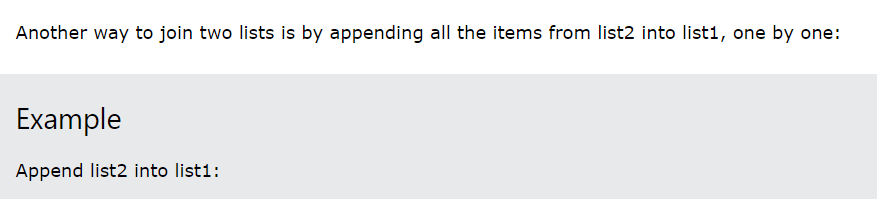 Another way to join two lists is by appending all the items from list2 into list1, one by one:
Example
Append list2 into list1: